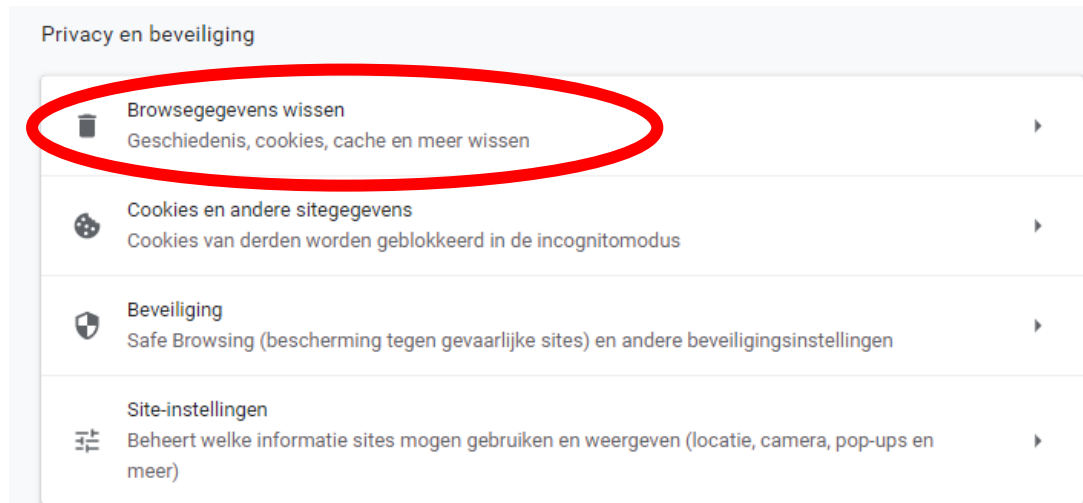 Privacy en beveiliging
Browsegegevens wissen
Geschiedenis, cookies, cache en meer wissen
Cookies en andere sitegegevens
Cookies van derden worden geblokkeerd in de incognitomodus
Beveiliging
Safe Browsing (bescherming tegen gevaarlijke sites) en andere beveiligingsinstellingen
Site-instellingen
Beheert welke informatie sites mogen gebruiken en weergeven (locatie, camera, pop-ups en
meer)